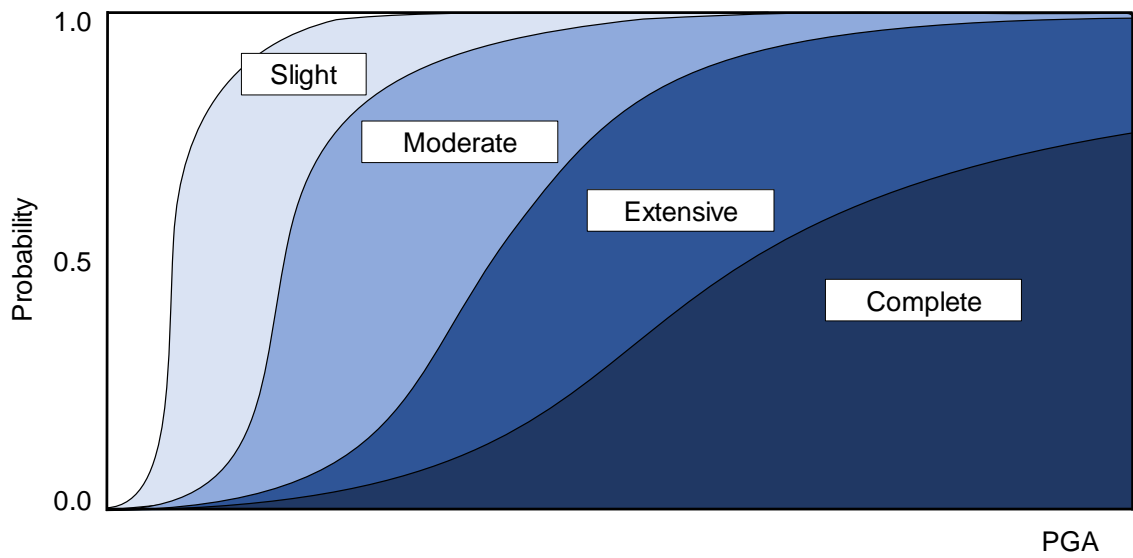 1.0
Slight
Moderate
Extensive
0.5
Probability
Complete
0.0
PGA